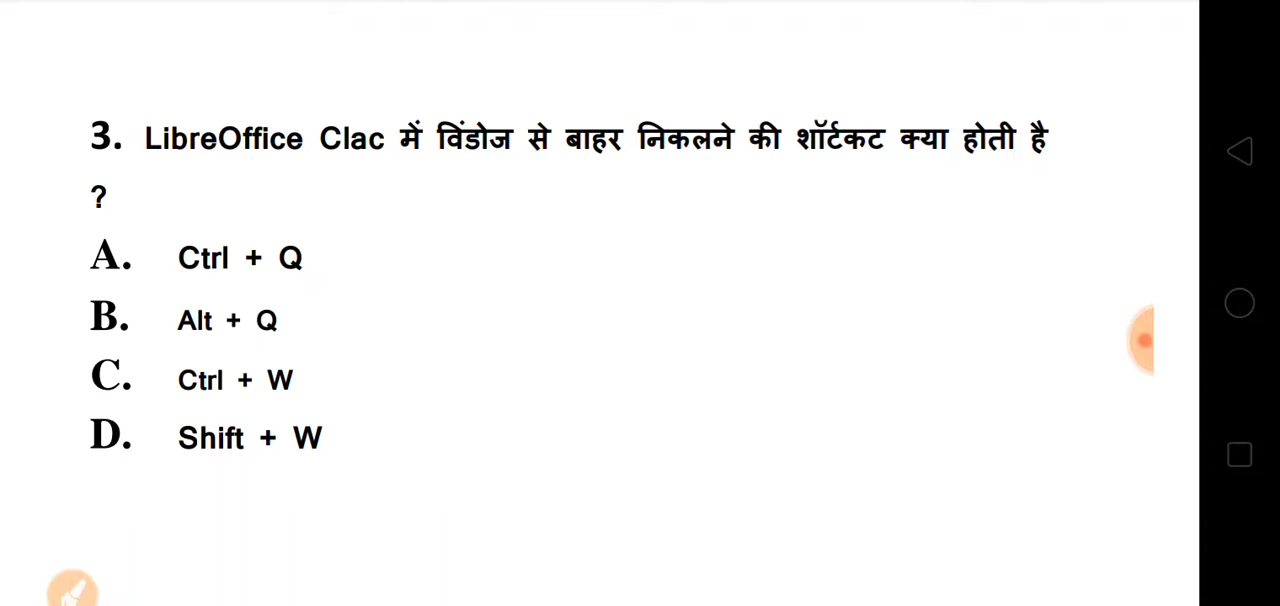 3. LibreOffice Clac में विंडोज से बाहर निकलने की शॉर्टकट क्या होती है
?
A. Ctrl + Q
B. Alt + Q
C. Ctrl + W
D. Shift + W